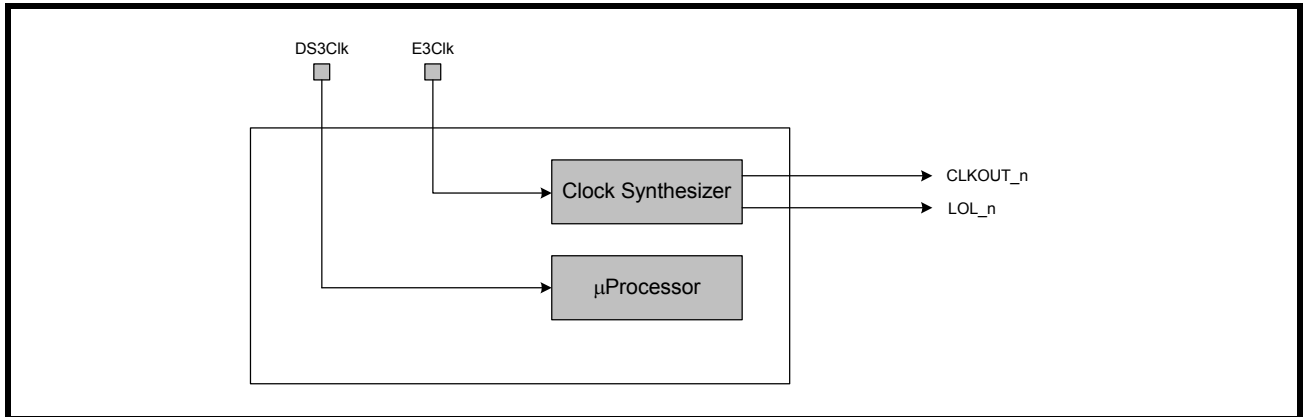 DS3Clk
E3Clk
Clock Synthesizer
CLKOUT_n
LOL_n
μProcessor